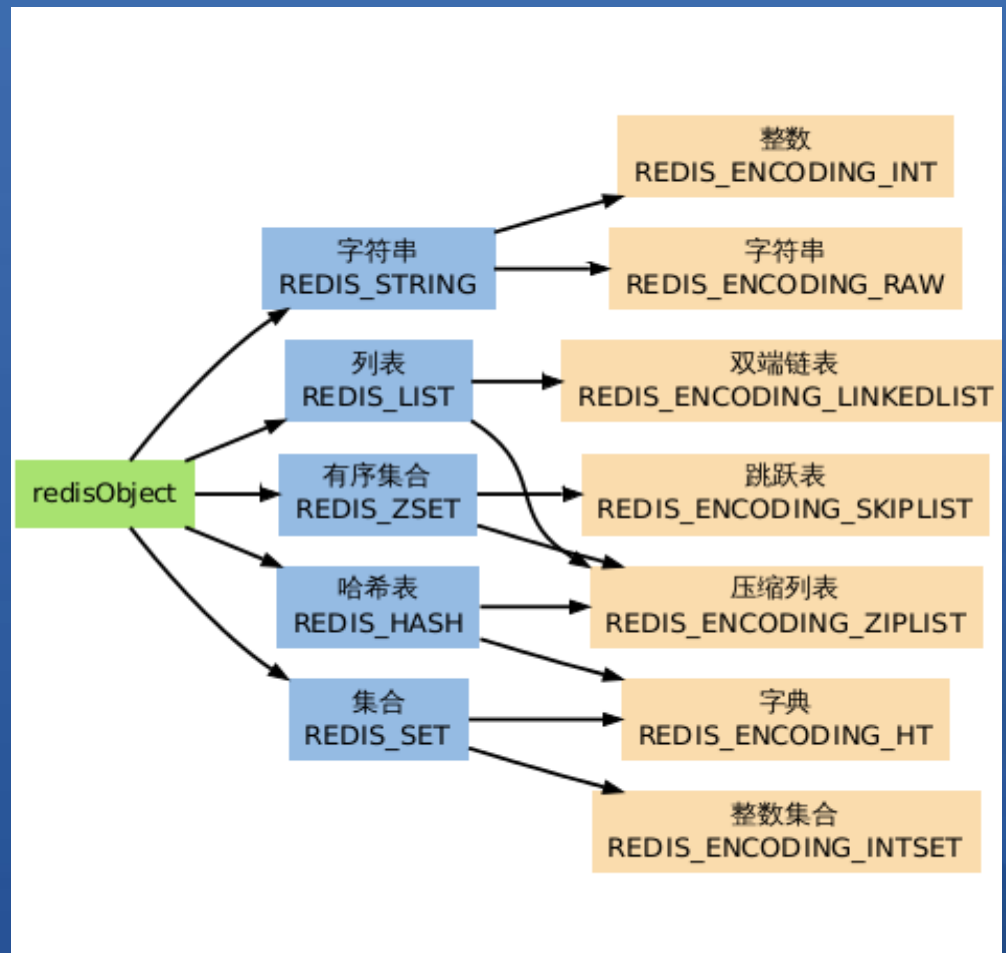 redisObject
字符串
REDIS_STRING
列表
REDIS_LIST
有序集合
REDIS_ZSET
哈希表
REDIS_HASH
集合
REDIS_SET
整数
REDIS_ENCODING_INT
字符串
REDIS_ENCODING_RAW
双端链表
REDIS_ENCODING_LINKEDLIST
跳跃表
REDIS_ENCODING_SKIPLIST
压缩列表
REDIS_ENCODING_ZIPLIST
字典
REDIS_ENCODING_HT
整数集合
REDIS_ENCODING_INTSET